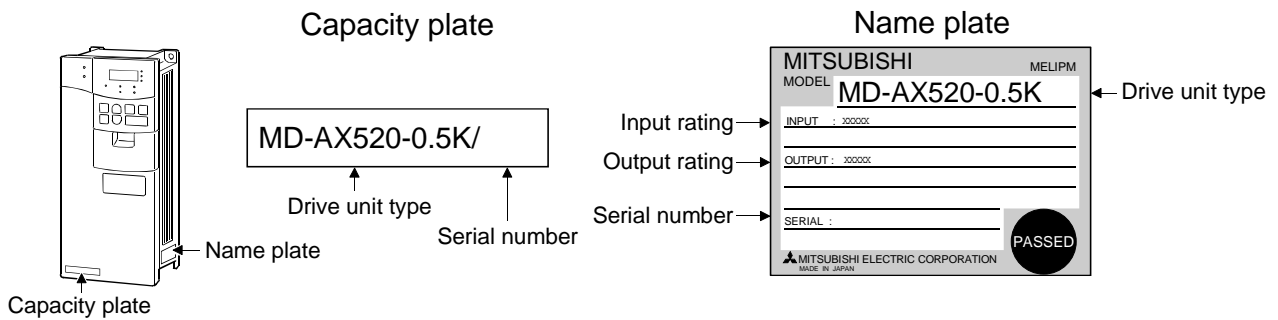 Capacity plate
Name plate
MD-AX520-0.5K/
Drive unit type
Serial number
Name plate
Capacity plate
MITSUBISHI
MELIPM
MODEL
MD-AX520-0.5K
Drive unit type
Input rating
INPUT : xxxxx
Output rating
OUTPUT : xxxxx
Serial number
SERIAL :
PASSED
MITSUBISHI ELECTRIC CORPORATION
MADE IN JAPAN